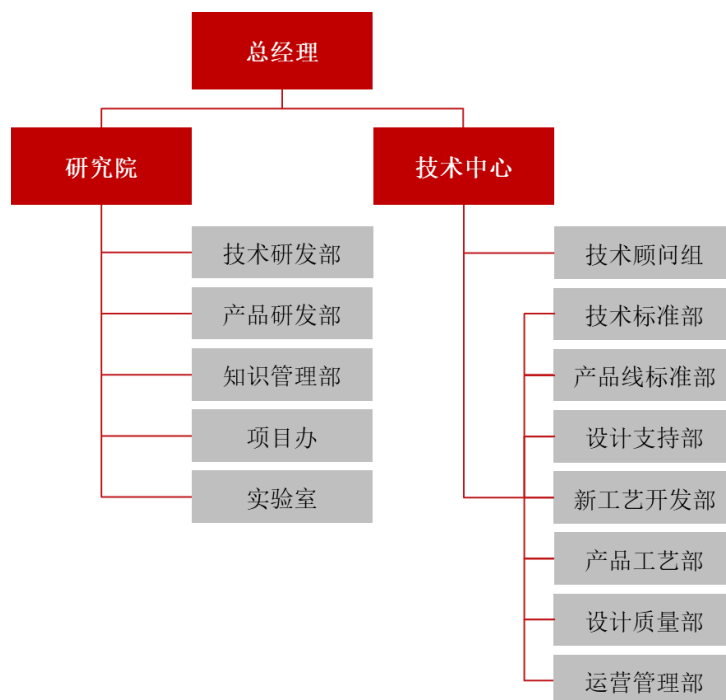 总经理
研究院
技术中心
技术研发部
产品研发部
知识管理部
项目办
实验室
技术顾问组
技术标准部
产品线标准部
设计支持部
新工艺开发部
产品工艺部
设计质量部
运营管理部